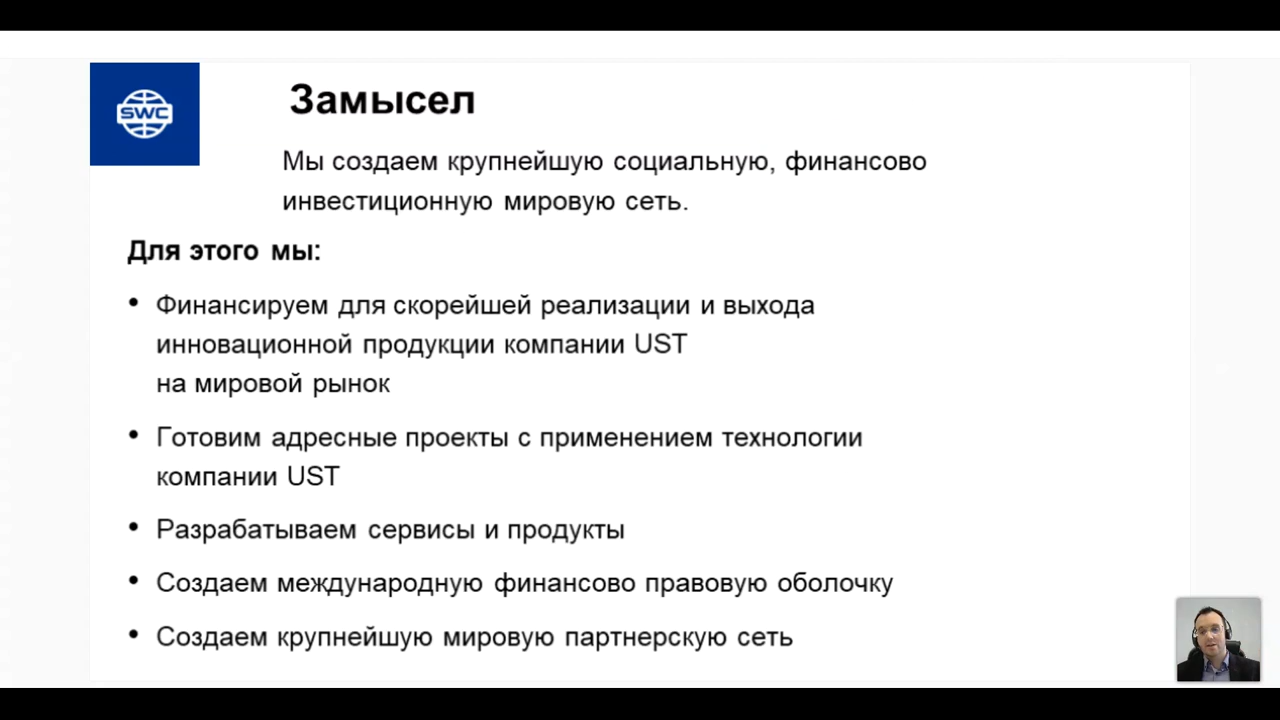 SWC
Замысел
Мы создаем крупнейшую социальную, финансово
инвестиционную мировую сеть.
Для этого мы:
• Финансируем для скорейшей реализации и выхода
инновационной продукции компании UST
на мировой рынок
• Готовим адресные проекты с применением технологии
компании UST
• Разрабатываем сервисы и продукты
• Создаем международную финансово правовую оболочку
• Создаем крупнейшую мировую партнерскую сеть